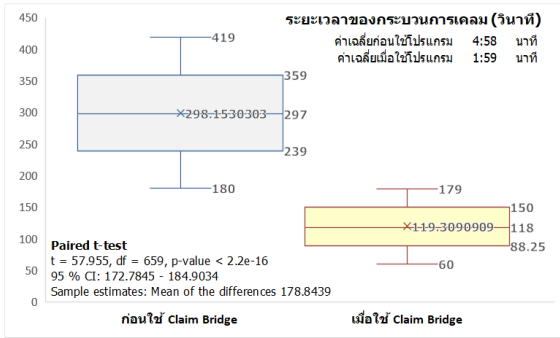 ระยะเวลาของกระบวนการเคลม (วินาที)
ค่าเฉลี่ยก่อนใช้โปรแกรม 4:58 นาที
ค่าเฉลี่ยเมื่อใช้โปรแกรม 1:59 นาที
450
400
350
300
250
200
150
100
50
0
419
359
298.1530303
297
239
180
179
150
119.3090909
118
88.25
60
Paired t-test
t = 57.955, df = 659, p-value < 2.2e-16
95 % CI: 172.7845 - 184.9034
Sample estimates: Mean of the differences 178.8439
ก่อนใช้ Claim Bridge
เมื่อใช้ Claim Bridge